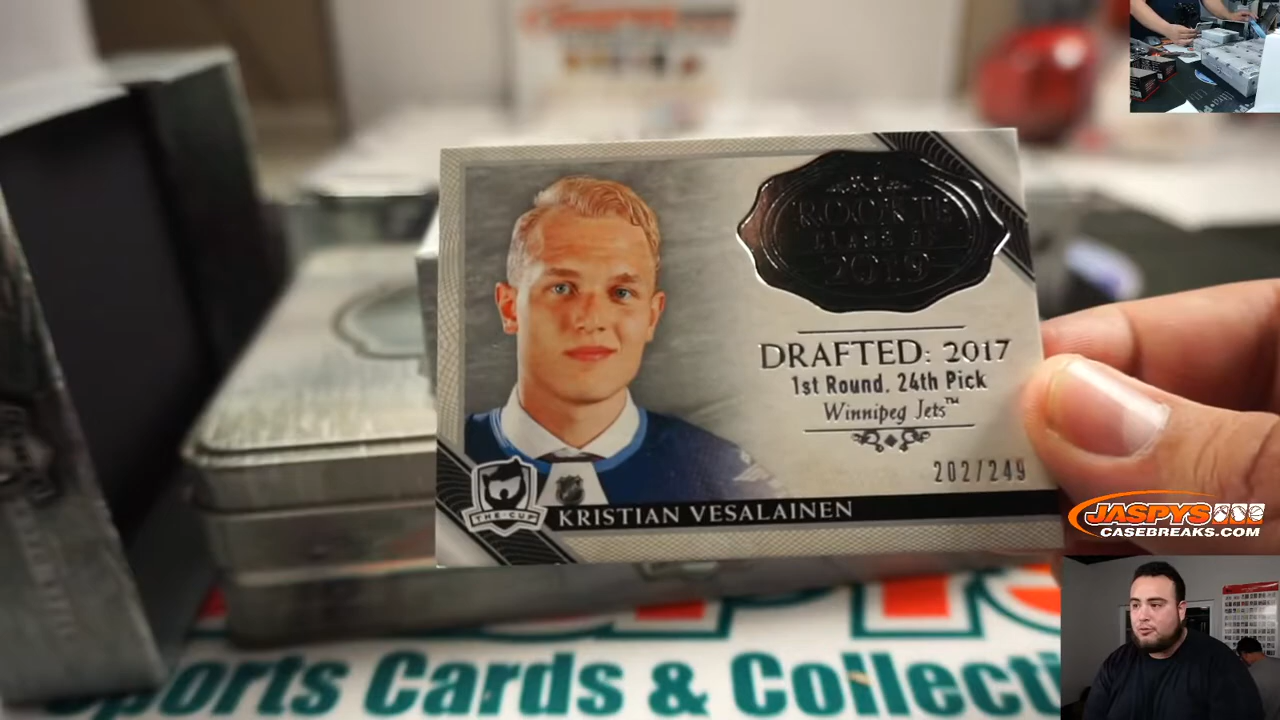 ROOKIE
CLASS OF
2019
DRAFTED: 2017
1st Round. 24th Pick
Winnipeg Jets™
202/249
THE CUP
KRISTIAN VESALAINEN
JASPYS
CASEBREAKS.COM
orts Cards & Collecti